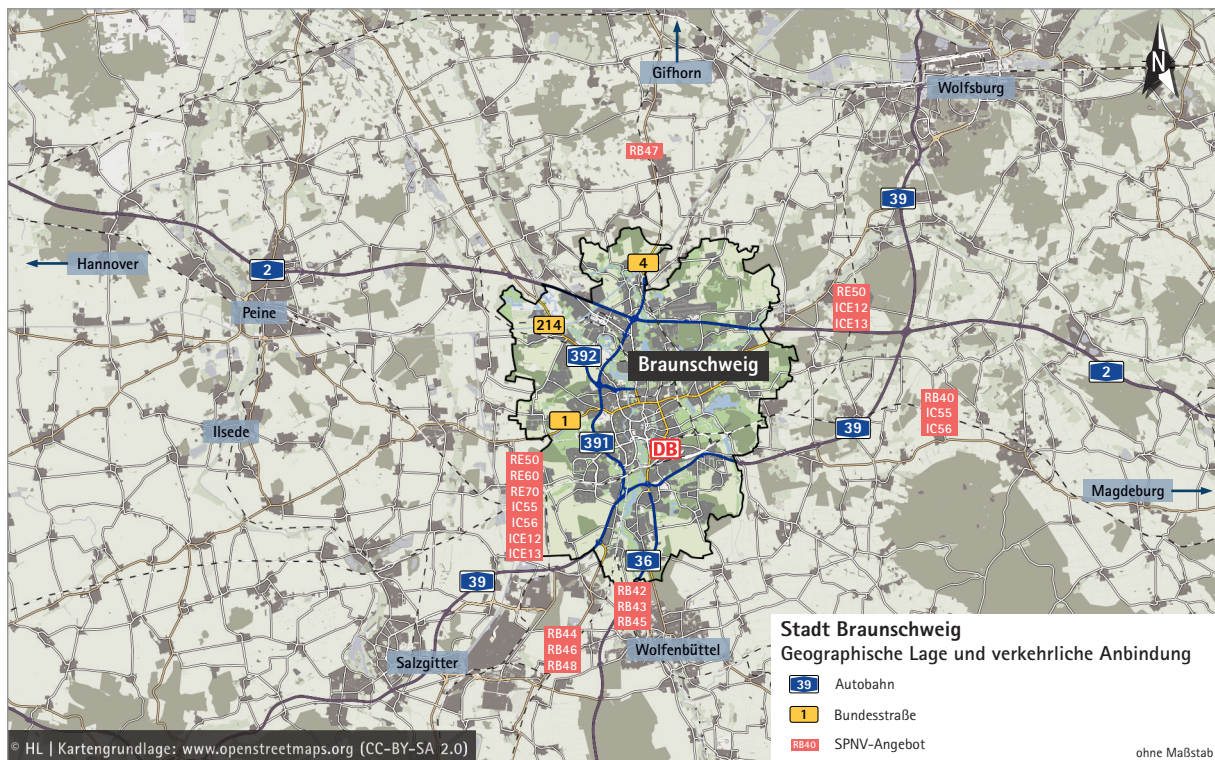 Gifhorn
N
Wolfsburg
RB47
39
Hannover
2
4
Peine
RE50
ICE12
ICE13
214
392
Braunschweig
2
RB40
IC55
IC56
1
39
Ilsede
391
DB
RE50
RE60
RE70
IC55
IC56
ICE12
ICE13
Magdeburg
36
39
RB42
RB43
RB45
RB44
RB46
RB48
Wolfenbüttel
Salzgitter
Stadt Braunschweig
Geographische Lage und verkehrliche Anbindung
39 Autobahn
1 Bundesstraße
RB40 SPNV-Angebot
ohne Maßstab
© HL | Kartengrundlage: www.openstreetmaps.org (CC-BY-SA 2.0)